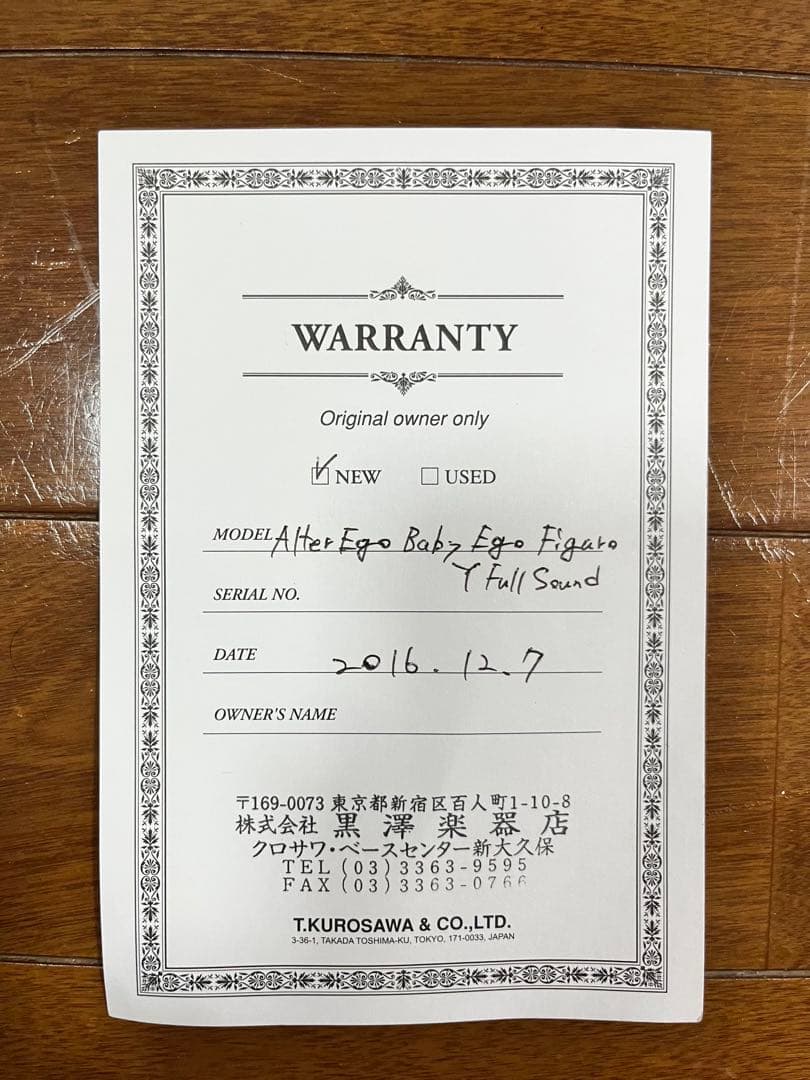 WARRANTY
Original owner only
NEW USED
MODEL Alter Ego Baby Ego Figaro
Full Sound
SERIAL NO.
DATE 2016.12.7
OWNER'S NAME
〒169-0073 東京都新宿区百人町1-10-8
株式会社 黒澤楽器店
クロサワ・ベースセンター新大久保
TEL (03) 3363-9595
FAX (03) 3363-0766
T.KUROSAWA & CO.,LTD.
3-36-1, TAKADA TOSHIMA-KU, TOKYO, 171-0033, JAPAN